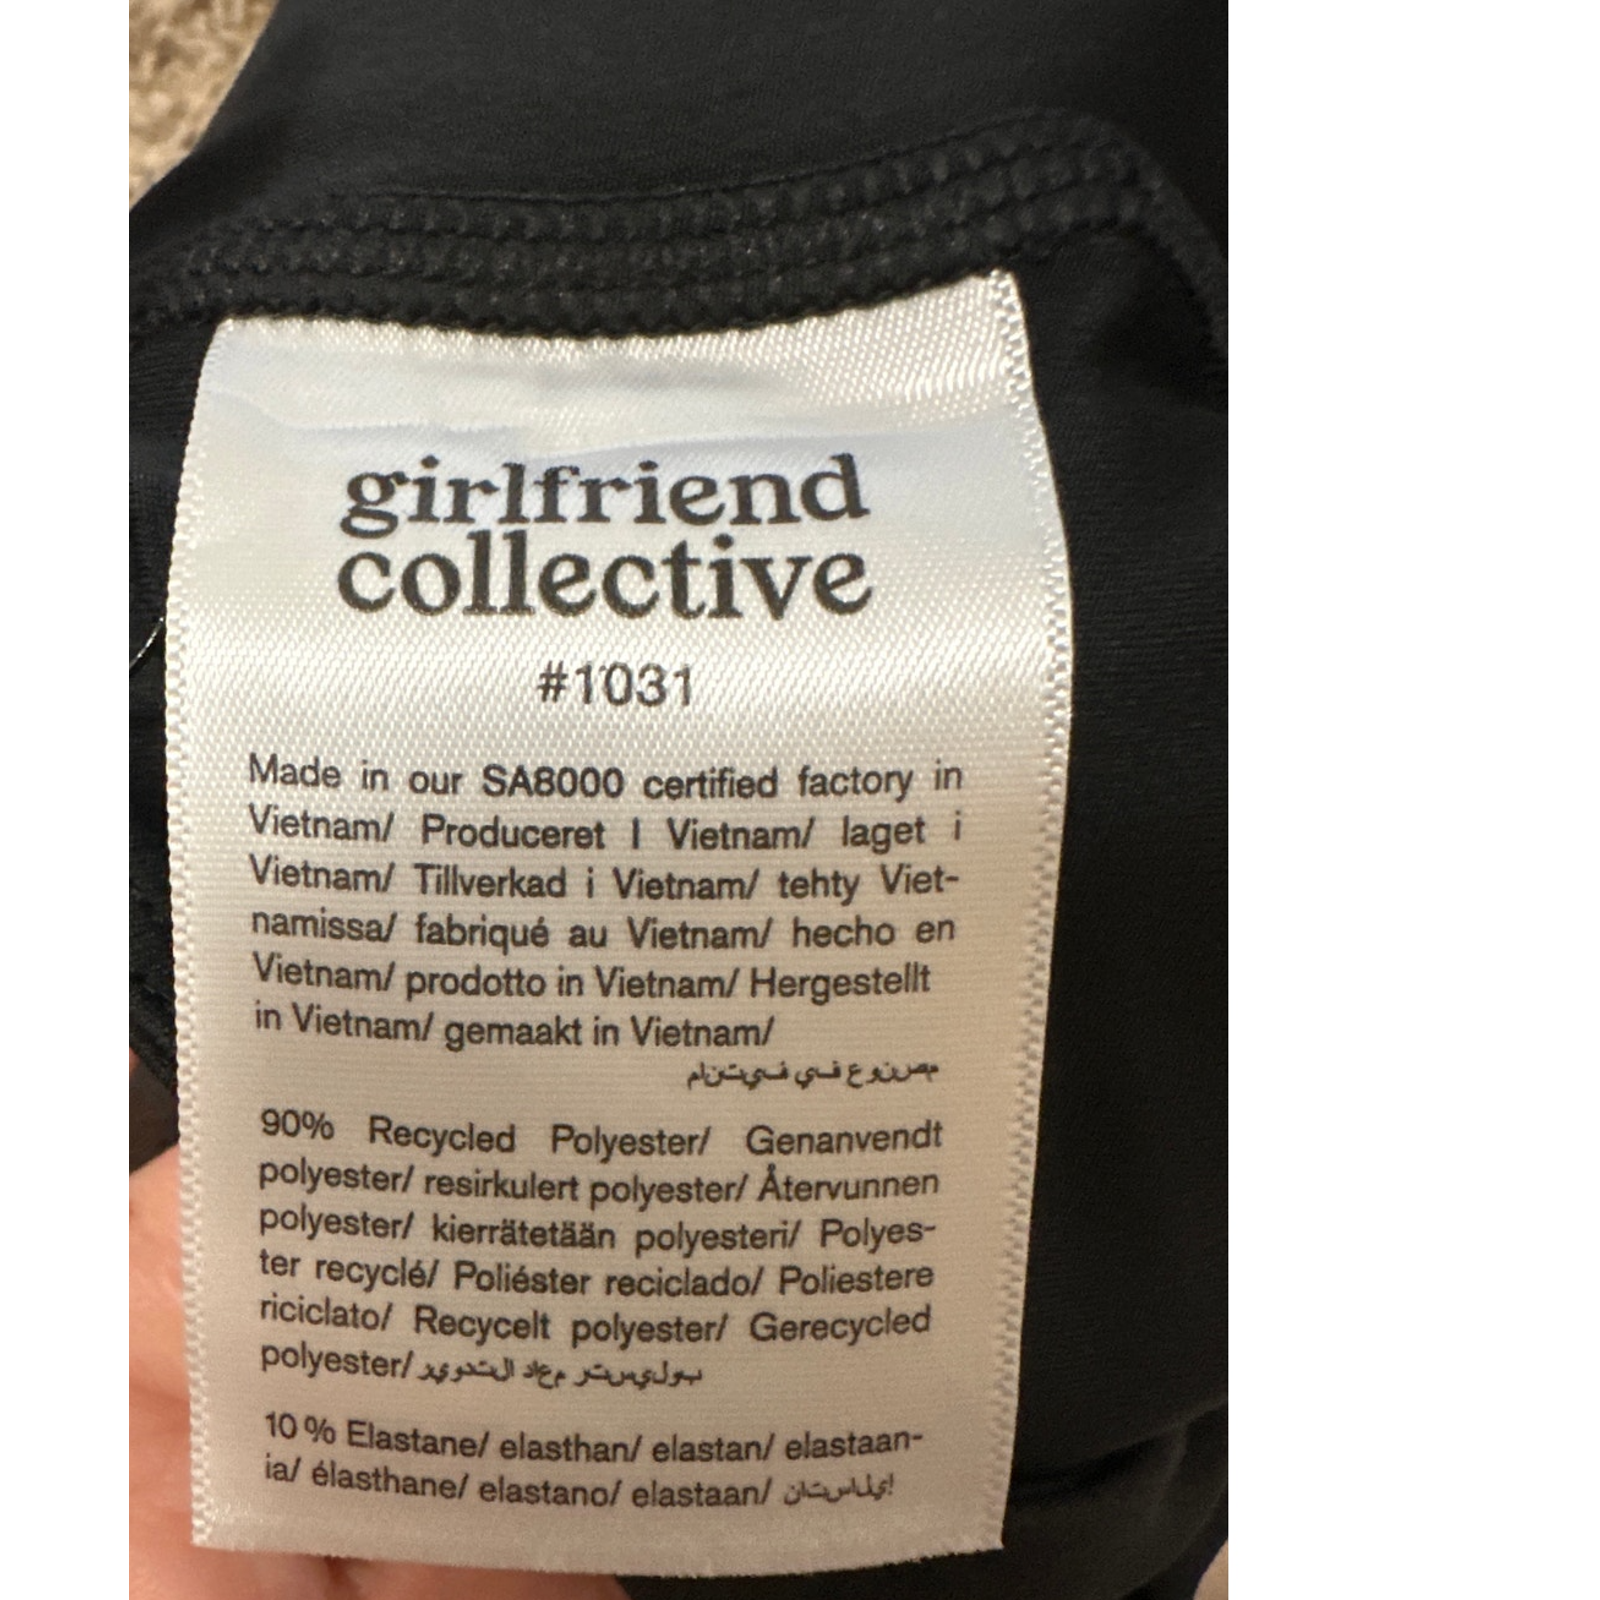 girlfriend
collective
#1031
Made in our SA8000 certified factory in
Vietnam/ Produceret I Vietnam/ laget i
Vietnam/ Tillverkad i Vietnam/ tehty Viet-
namissa/ fabriqué au Vietnam/ hecho en
Vietnam/ prodotto in Vietnam/ Hergestellt
in Vietnam/ gemaakt in Vietnam/
مصنوع في فيتنام
90% Recycled Polyester/ Genanvendt
polyester/ resirkulert polyester/ Återvunnen
polyester/ kierrätetään polyesteri/ Polyes-
ter recyclé/ Poliéster reciclado/ Poliestere
riciclato/ Recycelt polyester/ Gerecycled
polyester/ بوليستر معاد التدوير
10 % Elastane/ elasthan/ elastan/ elastaan-
ia/ élasthane/ elastano/ elastaan/ إيلاستان